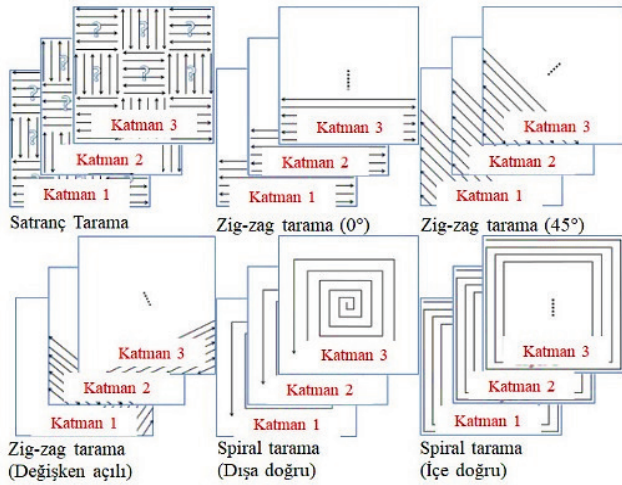 ? ? ?
Katman 3
Katman 2
Katman 1
Satranç Tarama
Katman 3
Katman 2
Katman 1
Zig-zag tarama (0°)
Katman 3
Katman 2
Katman 1
Zig-zag tarama (45°)
Katman 3
Katman 2
Katman 1
Zig-zag tarama
(Değişken açılı)
Katman 3
Katman 2
Katman 1
Spiral tarama
(Dışa doğru)
Katman 3
Katman 2
Katman 1
Spiral tarama
(İçe doğru)